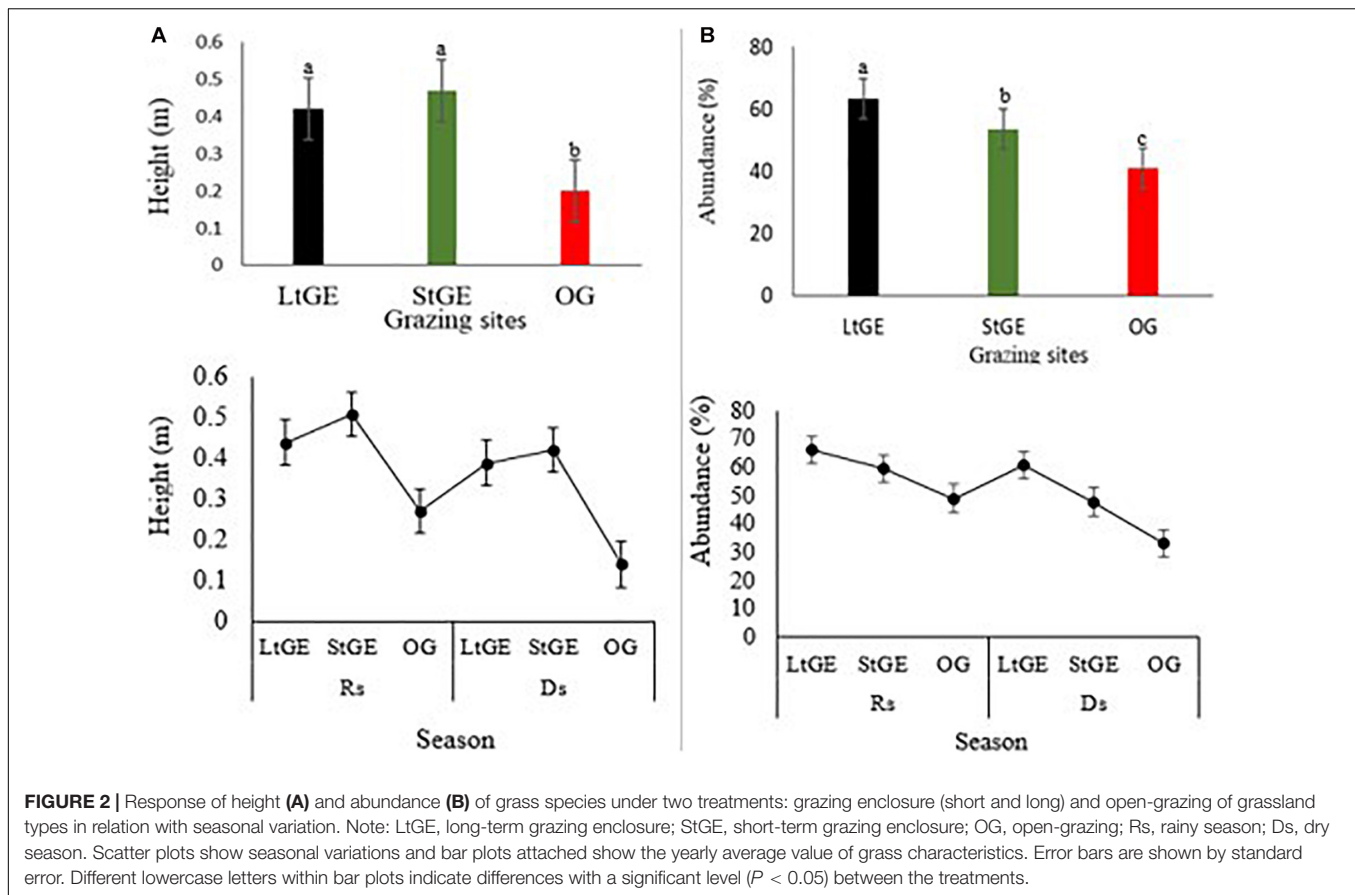 A
0.6
0.5
0.4
0.3
0.2
0.1
0
Height (m)
a
a
b
LtGE StGE OG
Grazing sites
0.6
0.5
0.4
0.3
0.2
0.1
0
Height (m)
LtGE StGE OG LtGE StGE OG
Rs Ds
Season
B
80
60
40
20
0
Abundance (%)
a
b
c
LtGE StGE OG
Grazing sites
80
70
60
50
40
30
20
10
0
Abundance (%)
LtGE StGE OG LtGE StGE OG
Rs Ds
Season
FIGURE 2 | Response of height (A) and abundance (B) of grass species under two treatments: grazing enclosure (short and long) and open-grazing of grassland
types in relation with seasonal variation. Note: LtGE, long-term grazing enclosure; StGE, short-term grazing enclosure; OG, open-grazing; Rs, rainy season; Ds, dry
season. Scatter plots show seasonal variations and bar plots attached show the yearly average value of grass characteristics. Error bars are shown by standard
error. Different lowercase letters within bar plots indicate differences with a significant level (P < 0.05) between the treatments.